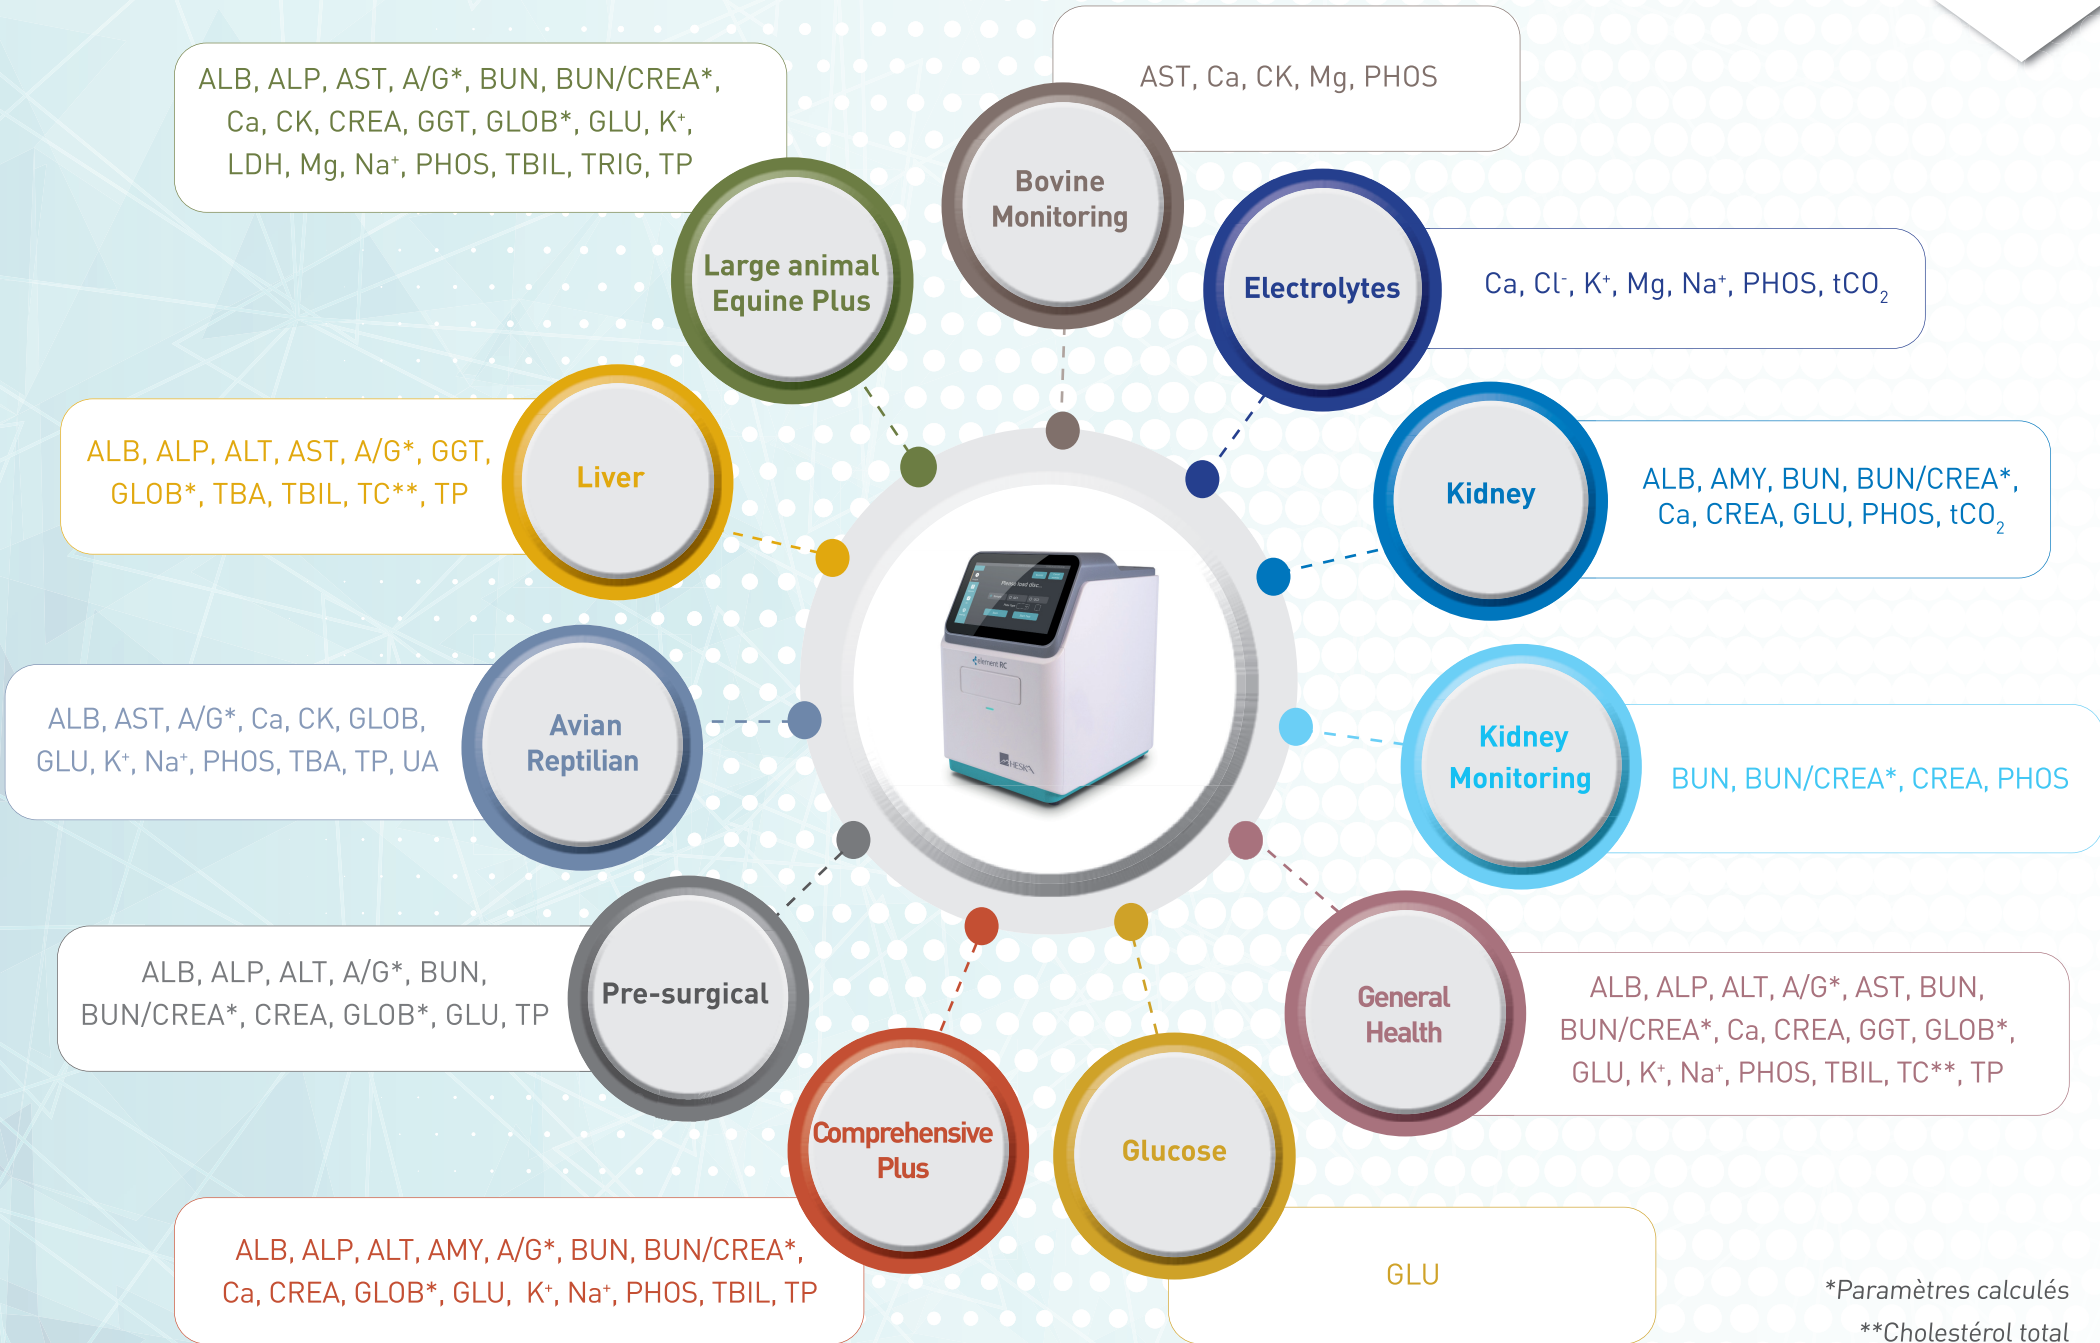 AST, Ca, CK, Mg, PHOS
Bovine
Monitoring
ALB, ALP, AST, A/G*, BUN, BUN/CREA*,
Ca, CK, CREA, GGT, GLOB*, GLU, K⁺,
LDH, Mg, Na⁺, PHOS, TBIL, TRIG, TP
Large animal
Equine Plus
Electrolytes
Ca, Cl⁻, K⁺, Mg, Na⁺, PHOS, tCO₂
ALB, ALP, ALT, AST, A/G*, GGT,
GLOB*, TBA, TBIL, TC**, TP
Liver
Kidney
ALB, AMY, BUN, BUN/CREA*,
Ca, CREA, GLU, PHOS, tCO₂
Please load disc...
element RC
HESKA
ALB, AST, A/G*, Ca, CK, GLOB,
GLU, K⁺, Na⁺, PHOS, TBA, TP, UA
Avian
Reptilian
Kidney
Monitoring
BUN, BUN/CREA*, CREA, PHOS
ALB, ALP, ALT, A/G*, BUN,
BUN/CREA*, CREA, GLOB*, GLU, TP
Pre-surgical
General
Health
ALB, ALP, ALT, A/G*, AST, BUN,
BUN/CREA*, Ca, CREA, GGT, GLOB*,
GLU, K⁺, Na⁺, PHOS, TBIL, TC**, TP
Comprehensive
Plus
ALB, ALP, ALT, AMY, A/G*, BUN, BUN/CREA*,
Ca, CREA, GLOB*, GLU, K⁺, Na⁺, PHOS, TBIL, TP
Glucose
GLU
*Paramètres calculés
**Cholestérol total